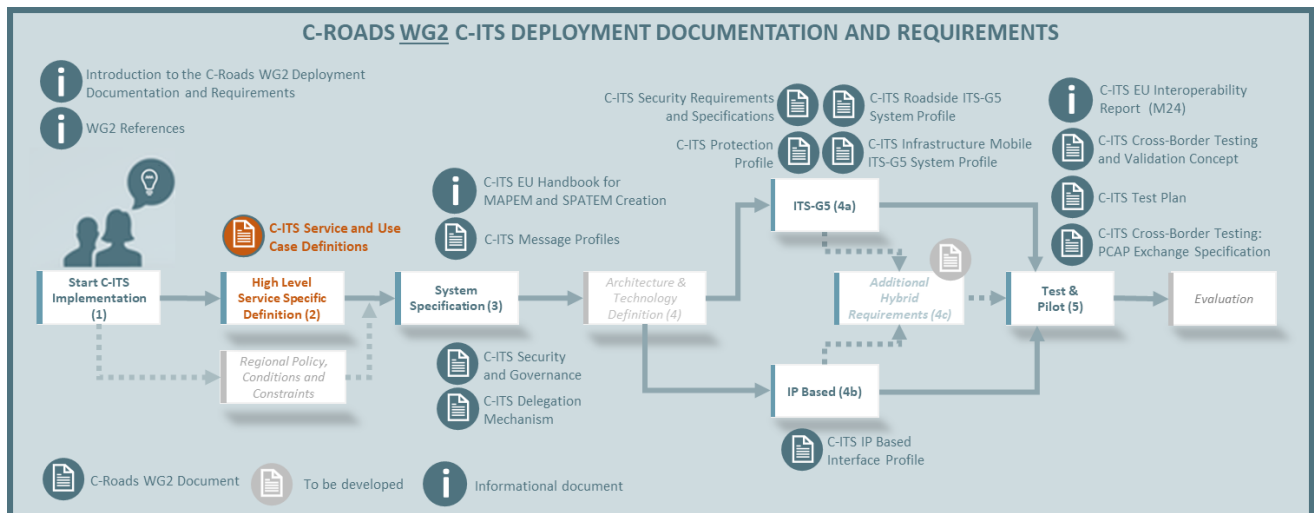 C-ROADS WG2 C-ITS DEPLOYMENT DOCUMENTATION AND REQUIREMENTS
Introduction to the C-Roads WG2 Deployment
Documentation and Requirements
WG2 References
C-ITS Security Requirements
and Specifications
C-ITS Roadside ITS-G5
System Profile
C-ITS Protection
Profile
C-ITS Infrastructure Mobile
ITS-G5 System Profile
C-ITS EU Interoperability
Report (M24)
C-ITS Cross-Border Testing
and Validation Concept
C-ITS Test Plan
C-ITS Cross-Border Testing:
PCAP Exchange Specification
C-ITS EU Handbook for
MAPEM and SPATEM Creation
C-ITS Message Profiles
C-ITS Service and Use
Case Definitions
ITS-G5 (4a)
Start C-ITS
Implementation
(1)
High Level
Service Specific
Definition (2)
System
Specification (3)
Architecture &
Technology
Definition (4)
Additional
Hybrid
Requirements (4c)
Test &
Pilot (5)
Evaluation
Regional Policy,
Conditions and
Constraints
C-ITS Security
and Governance
C-ITS Delegation
Mechanism
IP Based (4b)
C-ITS IP Based
Interface Profile
C-Roads WG2 Document
To be developed
Informational document